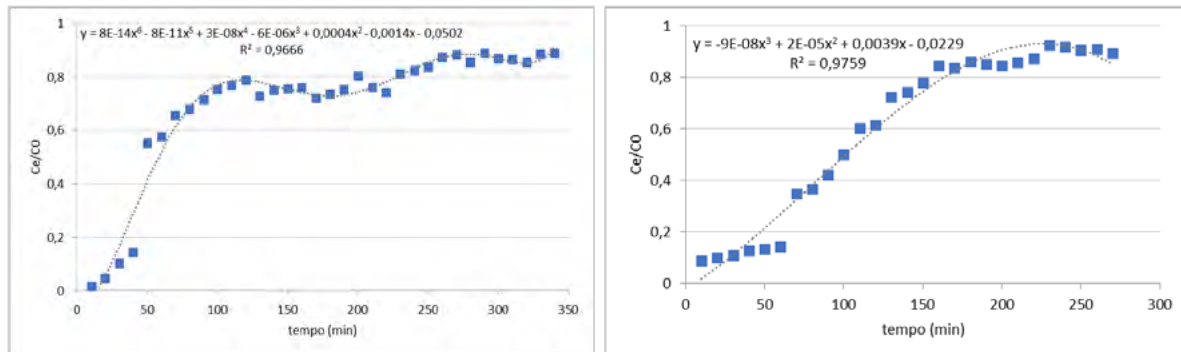 y = 8E-14x⁶ - 8E-11x⁵ + 3E-08x⁴ - 6E-06x³ + 0,0004x² - 0,0014x - 0,0502
R² = 0,9666
1
0,8
0,6
0,4
0,2
0
Ce/C0
0 50 100 150 200 250 300 350
tempo (min)
y = -9E-08x³ + 2E-05x² + 0,0039x - 0,0229
R² = 0,9759
1
0,8
0,6
0,4
0,2
0
Ce/C0
0 50 100 150 200 250 300
tempo (min)